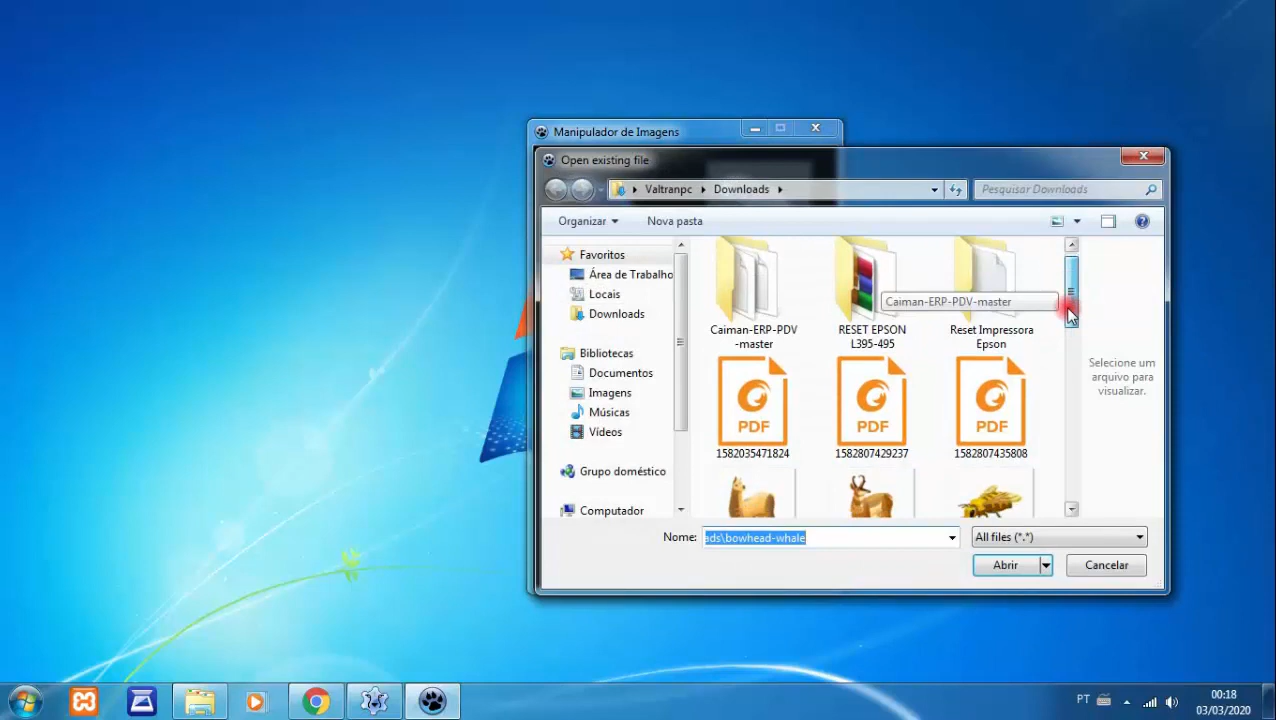 Manipulador de Imagens
Open existing file
Valtranpc
Downloads
Pesquisar Downloads
Organizar
Nova pasta
Favoritos
Área de Trabalho
Locais
Downloads
Bibliotecas
Documentos
Imagens
Músicas
Vídeos
Grupo doméstico
Computador
Caiman-ERP-PDV-master
Caiman-ERP-PDV
-master
RESET EPSON
L395-495
Reset Impressora
Epson
PDF
PDF
PDF
1582035471824
1582807429237
1582807435808
Selecione um
arquivo para
visualizar.
Nome:
ads\bowhead-whale
All files (*.*)
Abrir
Cancelar
PT
00:18
03/03/2020